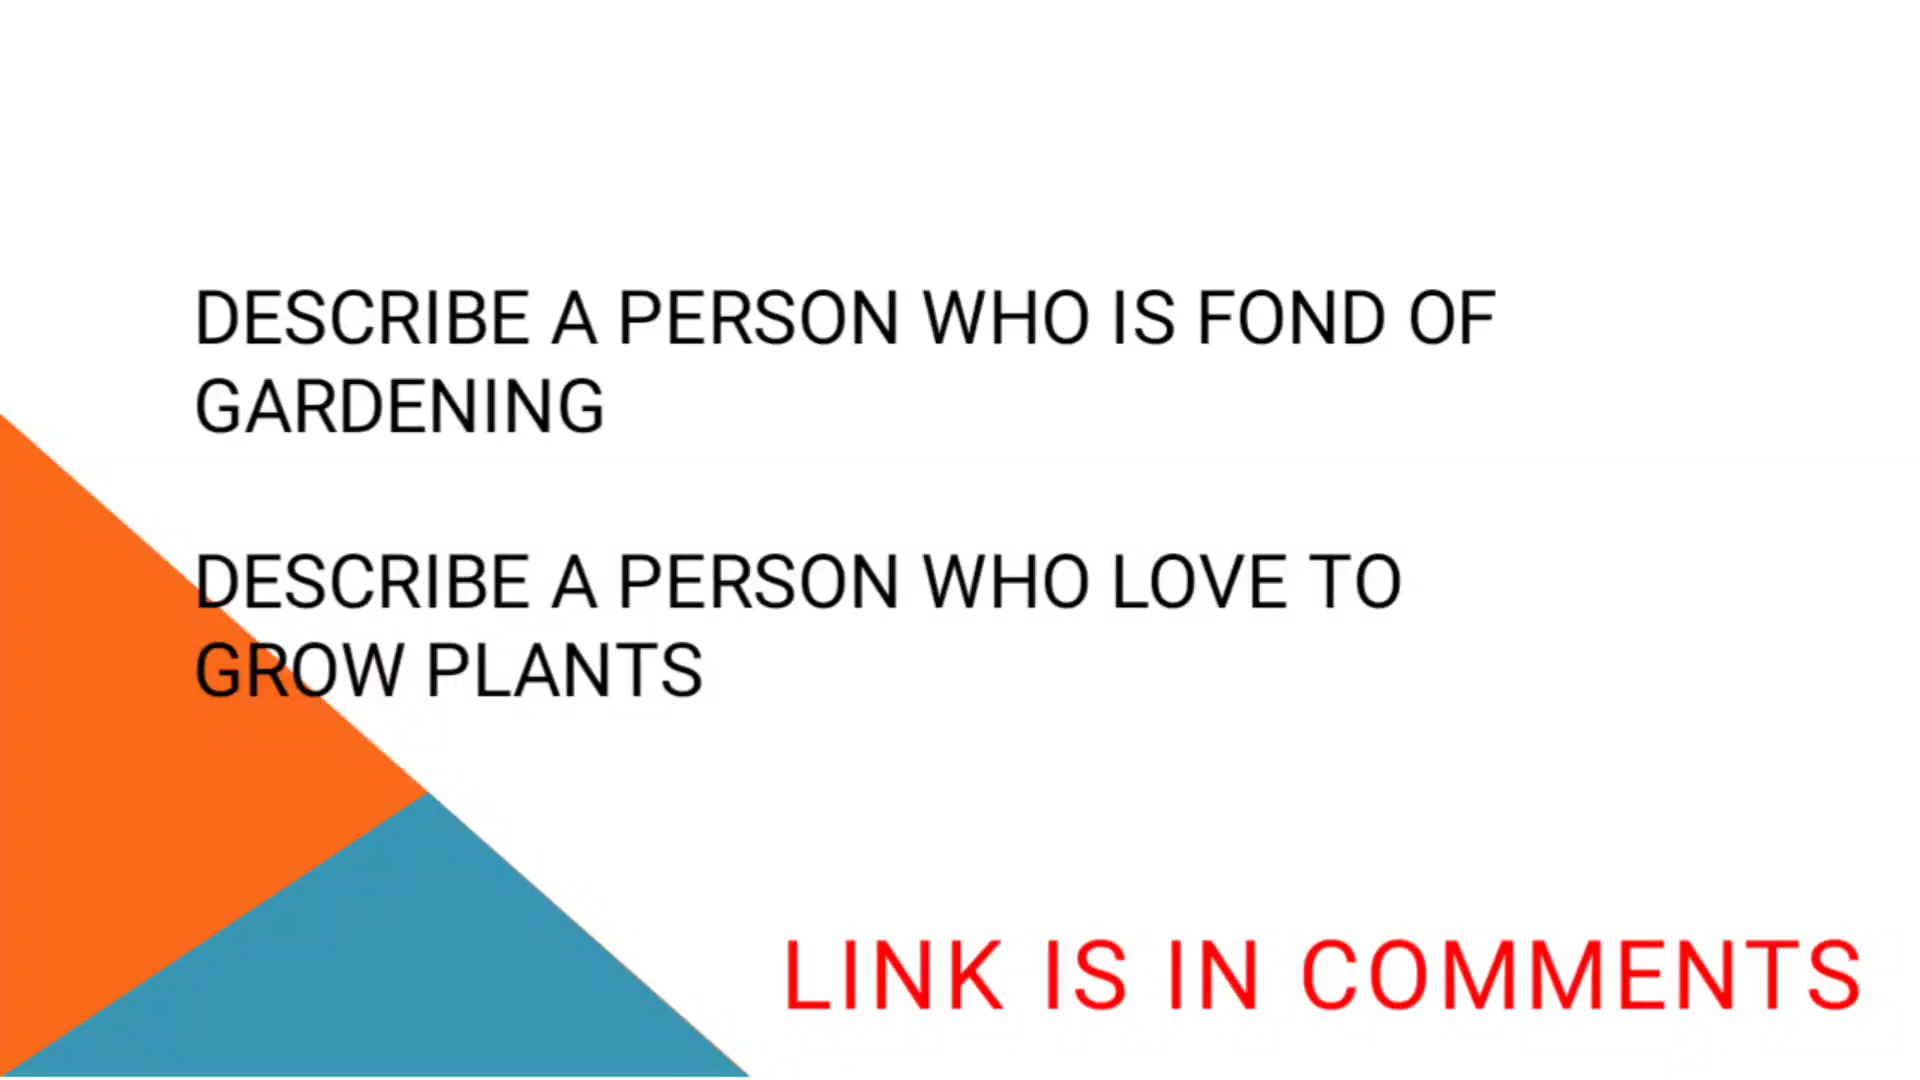 DESCRIBE A PERSON WHO IS FOND OF
GARDENING
DESCRIBE A PERSON WHO LOVE TO
GROW PLANTS
LINK IS IN COMMENTS